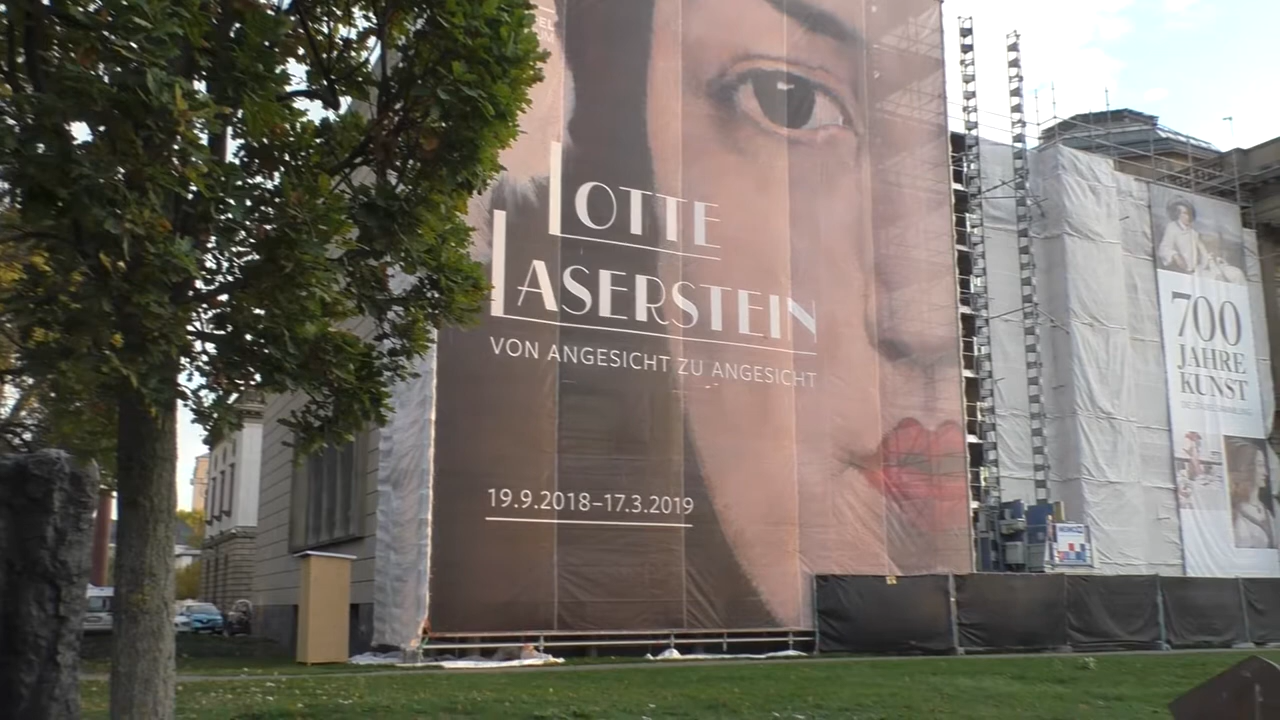 LOTTE
LASERSTEIN
VON ANGESICHT ZU ANGESICHT
19.9.2018–17.3.2019
700
JAHRE
KUNST